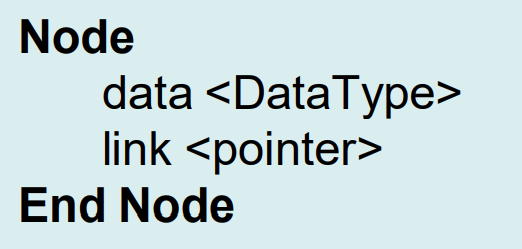 Node
data <DataType>
link <pointer>
End Node